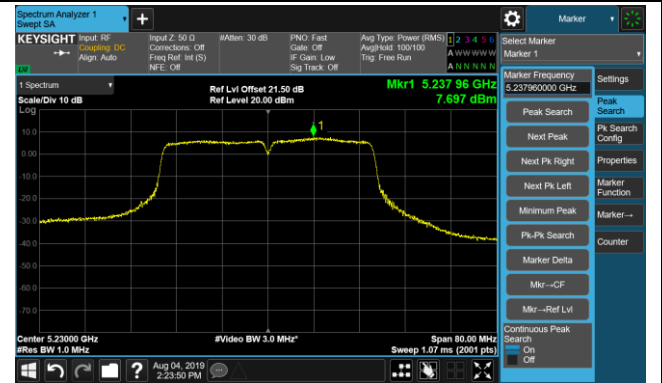 Spectrum Analyzer 1
Swept SA
Marker
KEYSIGHT
Input: RF
Coupling: DC
Align: Auto
Input Z: 50 Ω
Corrections: Off
Freq Ref: Int (S)
NFE: Off
#Atten: 30 dB
PNO: Fast
Gate: Off
IF Gain: Low
Sig Track: Off
Avg Type: Power (RMS)
Avg|Hold: 100/100
Trig: Free Run
1 2 3 4 5 6
A W W W W W
A N N N N N
LXI
1 Spectrum
Scale/Div 10 dB
Log
Ref Lvl Offset 21.50 dB
Ref Level 20.00 dBm
Mkr1 5.237 96 GHz
7.697 dBm
1
10.0
0.00
-10.0
-20.0
-30.0
-40.0
-50.0
-60.0
-70.0
Center 5.23000 GHz
#Res BW 1.0 MHz
#Video BW 3.0 MHz*
Span 80.00 MHz
Sweep 1.07 ms (2001 pts)
Aug 04, 2019
2:23:50 PM
Select Marker
Marker 1
Marker Frequency
5.237960000 GHz
Peak Search
Next Peak
Next Pk Right
Next Pk Left
Minimum Peak
Pk-Pk Search
Marker Delta
Mkr→CF
Mkr→Ref Lvl
Continuous Peak
Search
On
Off
Settings
Peak
Search
Pk Search
Config
Properties
Marker
Function
Marker→
Counter